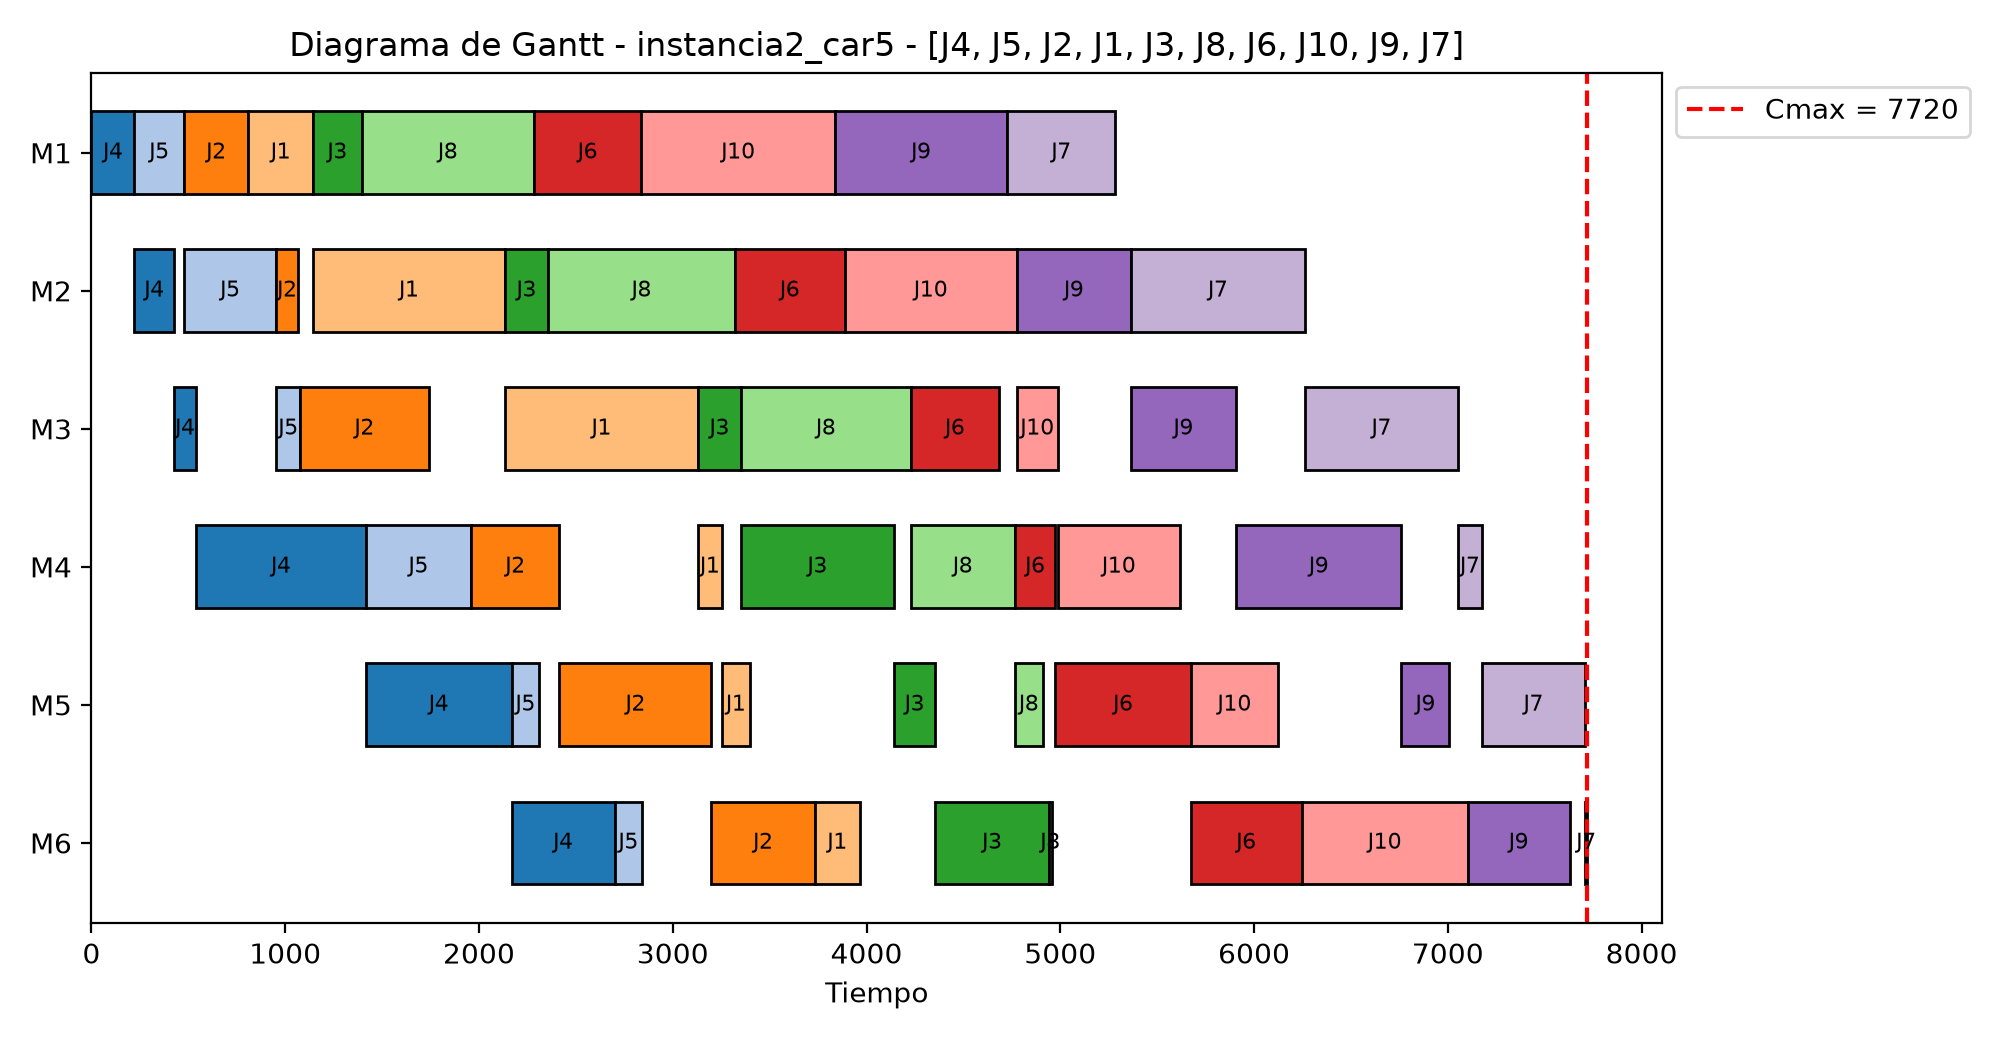 Diagrama de Gantt - instancia2_car5 - [J4, J5, J2, J1, J3, J8, J6, J10, J9, J7]
Cmax = 7720
M1 J4 J5 J2 J1 J3 J8 J6 J10 J9 J7
M2 J4 J5 J2 J1 J3 J8 J6 J10 J9 J7
M3 J4 J5 J2 J1 J3 J8 J6 J10 J9 J7
M4 J4 J5 J2 J1 J3 J8 J6 J10 J9 J7
M5 J4 J5 J2 J1 J3 J8 J6 J10 J9 J7
M6 J4 J5 J2 J1 J3 J8 J6 J10 J9 J7
0 1000 2000 3000 4000 5000 6000 7000 8000
Tiempo